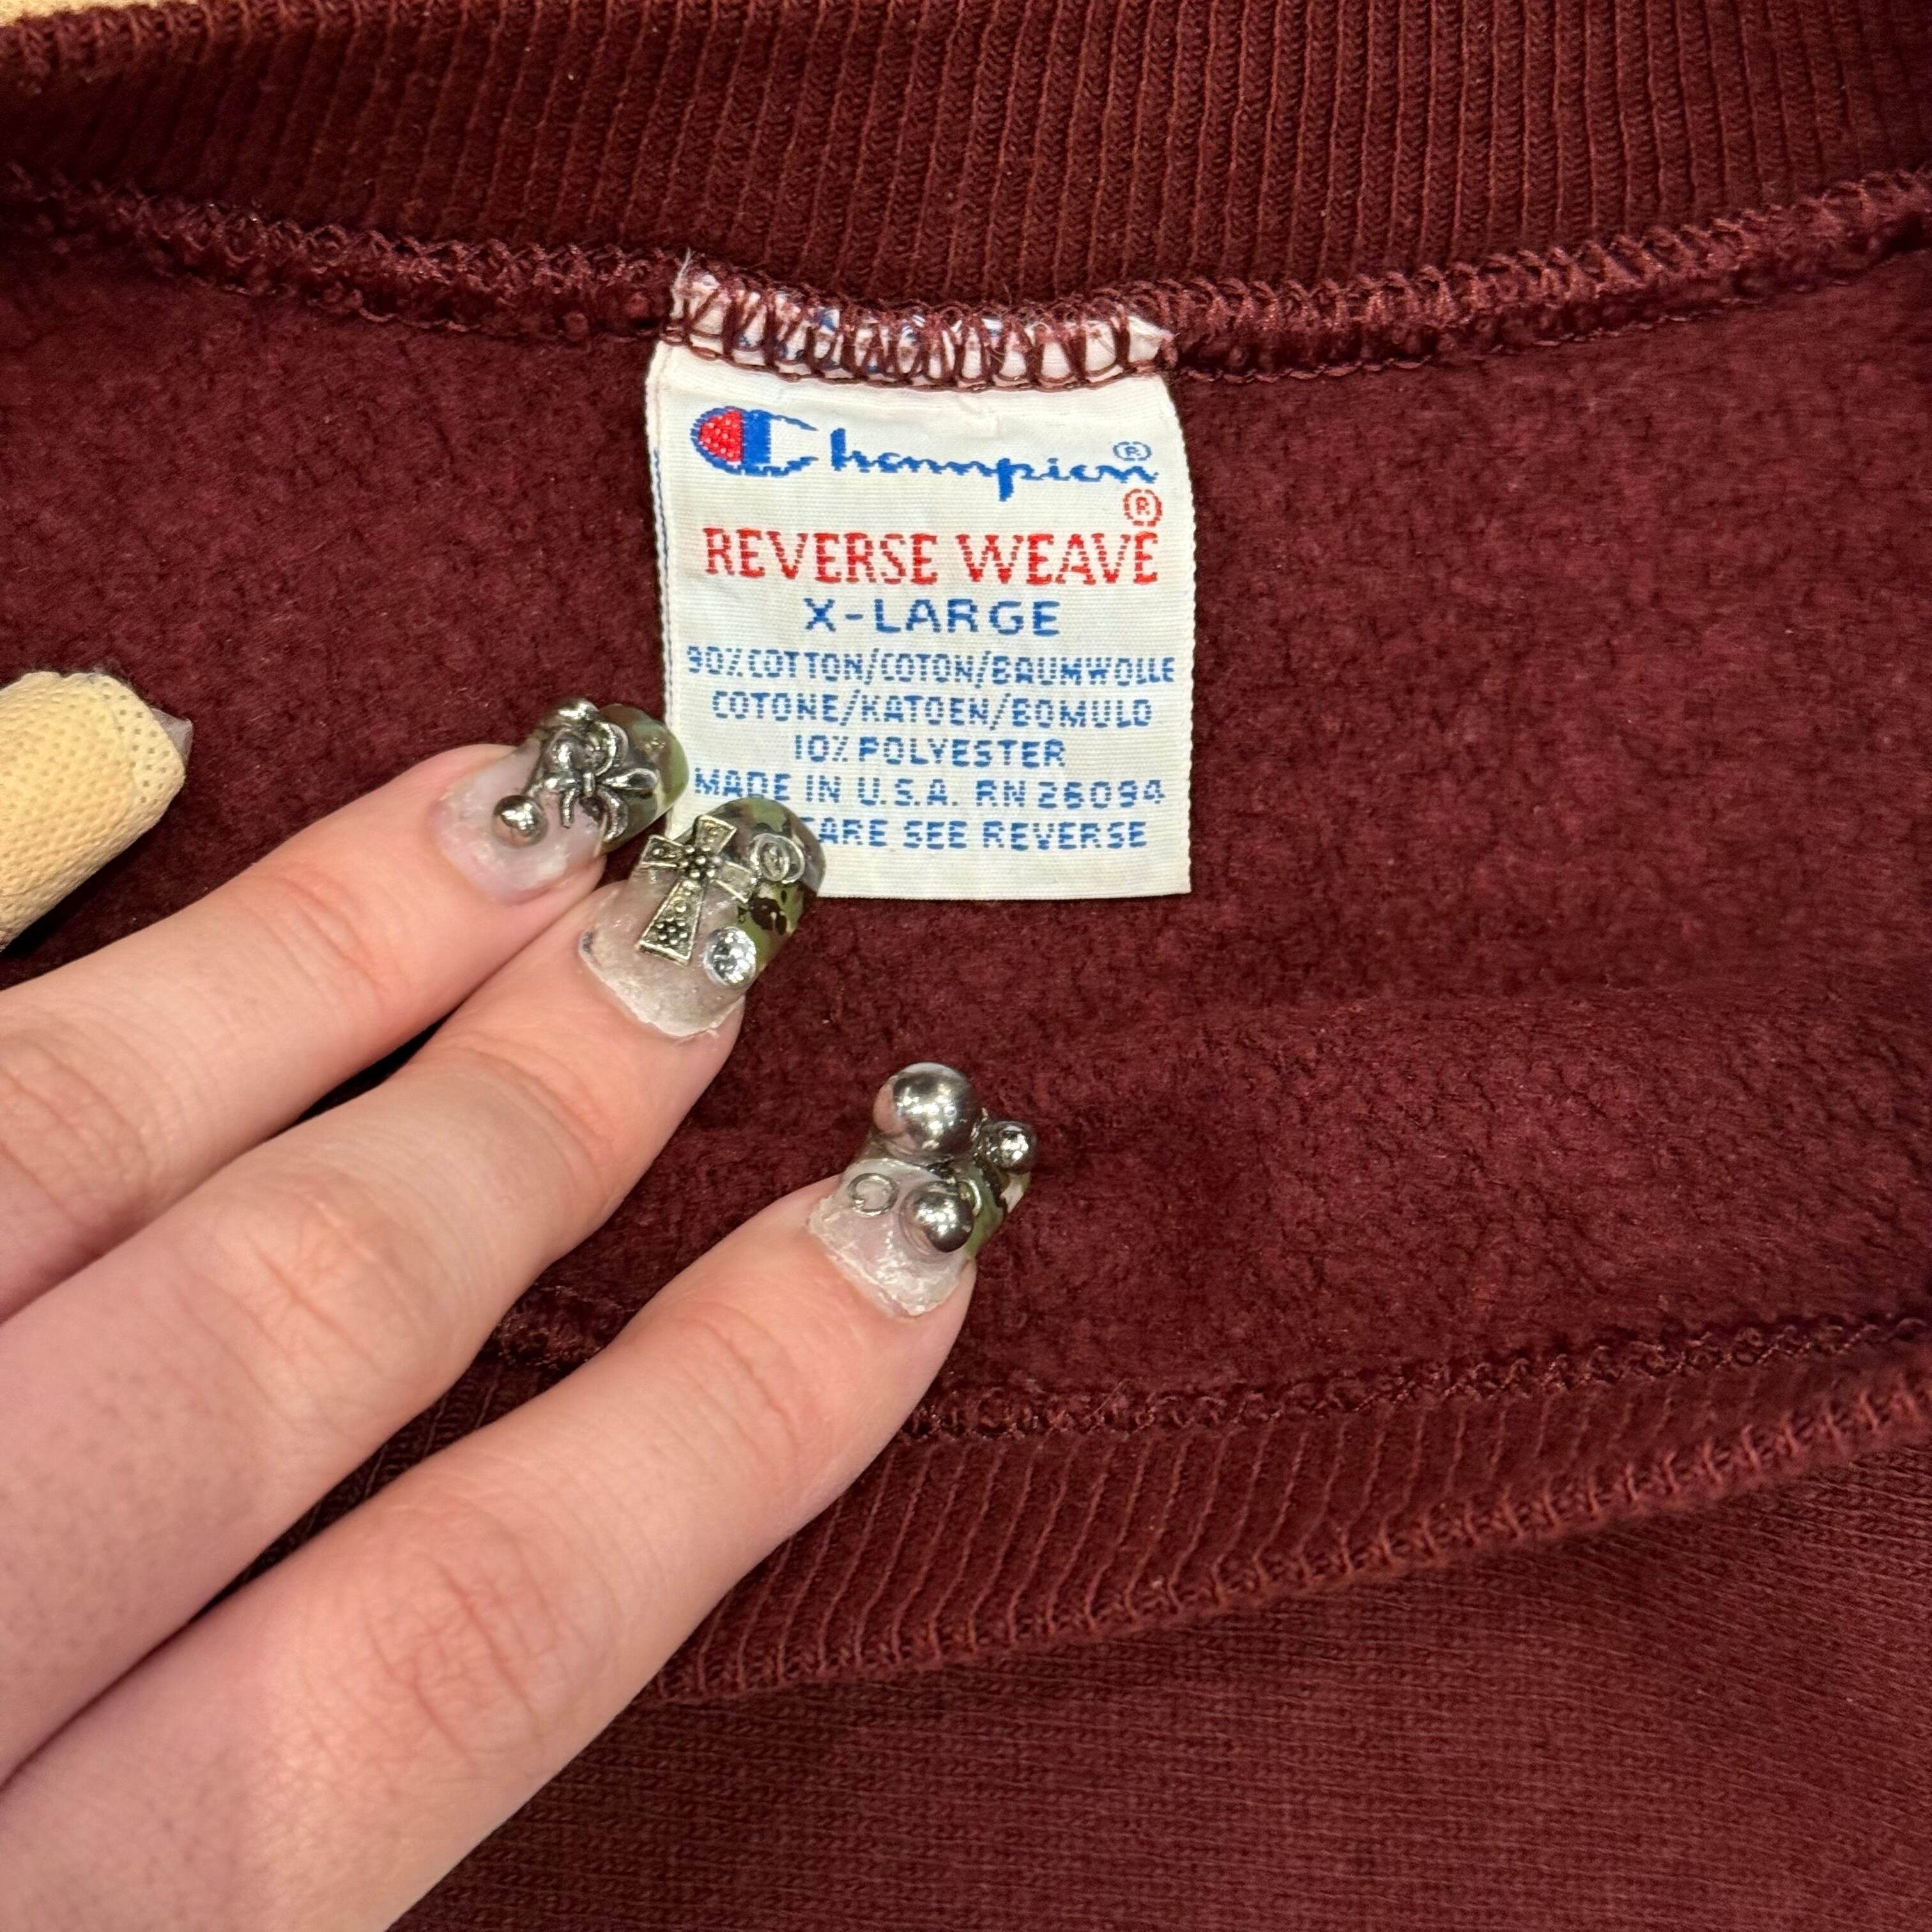 Champion®
®
REVERSE WEAVE
X-LARGE
90% COTTON/COTON/BAUMWOLLE
COTONE/KATOEN/BOMULD
10% POLYESTER
MADE IN U.S.A. RN 26094
ARE SEE REVERSE